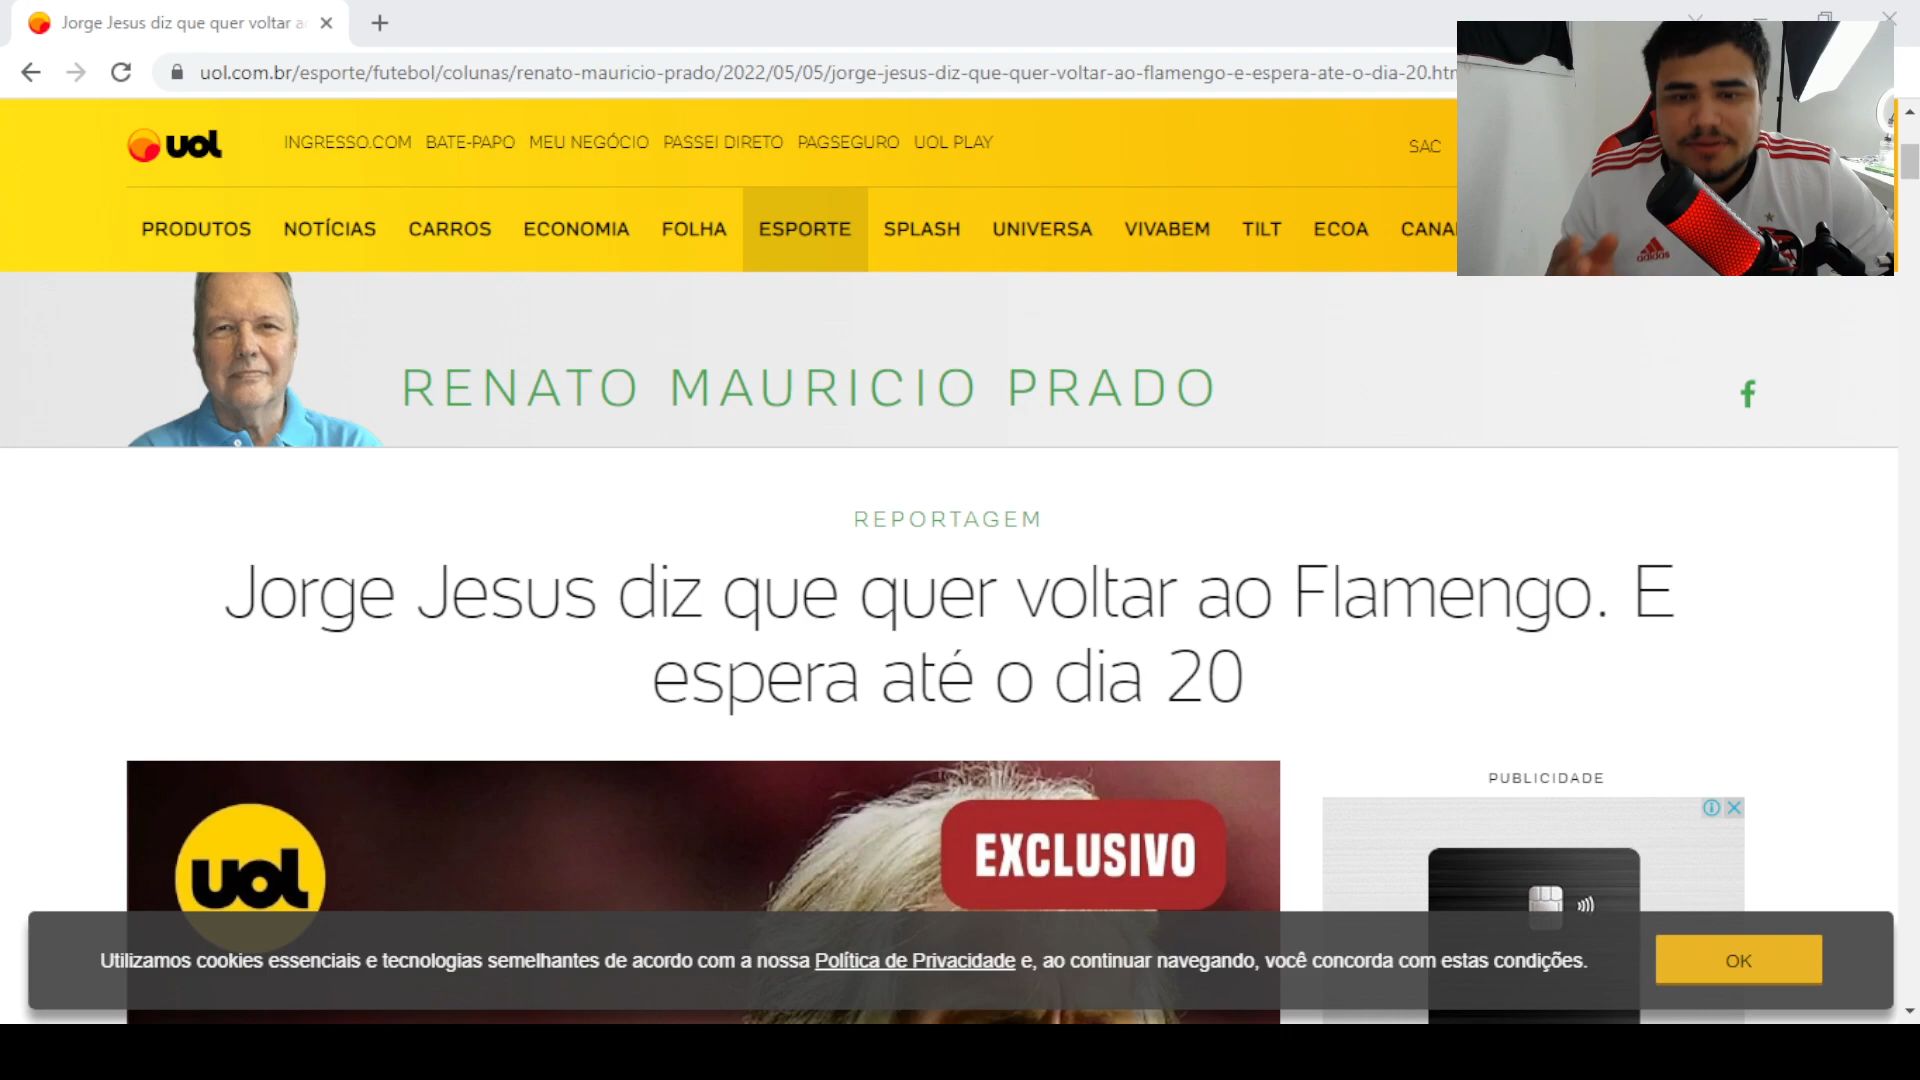 Jorge Jesus diz que quer voltar a
uol.com.br/esporte/futebol/colunas/renato-mauricio-prado/2022/05/05/jorge-jesus-diz-que-quer-voltar-ao-flamengo-e-espera-ate-o-dia-20.htm
uol
INGRESSO.COM BATE-PAPO MEU NEGÓCIO PASSEI DIRETO PAGSEGURO UOL PLAY
SAC
PRODUTOS NOTÍCIAS CARROS ECONOMIA FOLHA ESPORTE SPLASH UNIVERSA VIVABEM TILT ECOA CANAI
adidas
RENATO MAURICIO PRADO
REPORTAGEM
Jorge Jesus diz que quer voltar ao Flamengo. E
espera até o dia 20
PUBLICIDADE
EXCLUSIVO
uol
Utilizamos cookies essenciais e tecnologias semelhantes de acordo com a nossa Política de Privacidade e, ao continuar navegando, você concorda com estas condições.
OK